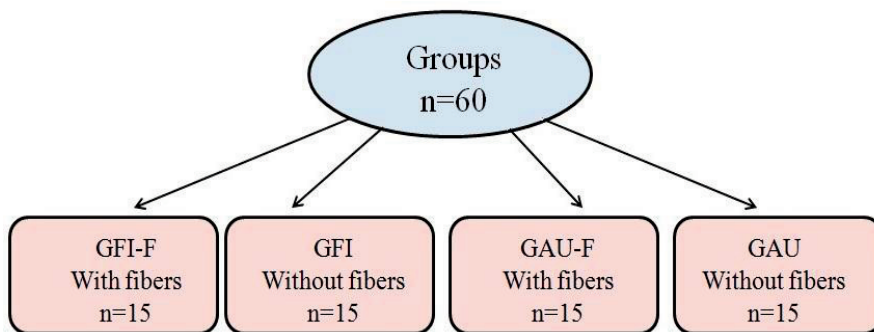 Groups
n=60
GFI-F
With fibers
n=15
GFI
Without fibers
n=15
GAU-F
With fibers
n=15
GAU
Without fibers
n=15